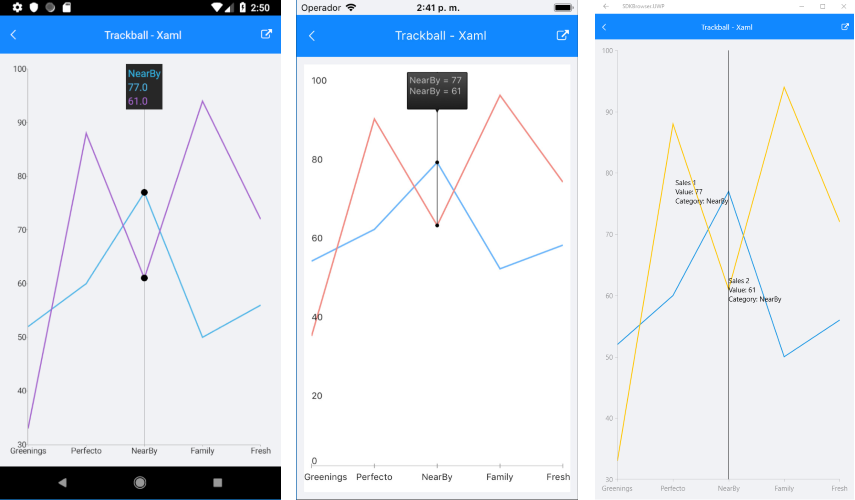 2:50
Trackball - Xaml
100
NearBy
77.0
61.0
90
80
70
60
50
40
30
Greenings Perfecto NearBy Family Fresh
Operador 2:41 p. m.
Trackball - Xaml
100
NearBy = 77
NearBy = 61
80
60
40
20
0
Greenings Perfecto NearBy Family Fresh
SDKBrowser.UWP
Trackball - Xaml
100
90
80
Sales 1
Value: 77
Category: NearBy
70
Sales 2
Value: 61
Category: NearBy
60
50
40
30
Greenings Perfecto NearBy Family Fresh